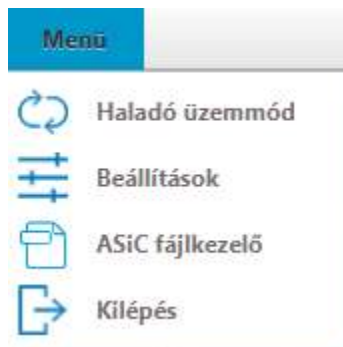 Menü
Haladó üzemmód
Beállítások
ASiC fájlkezelő
Kilépés